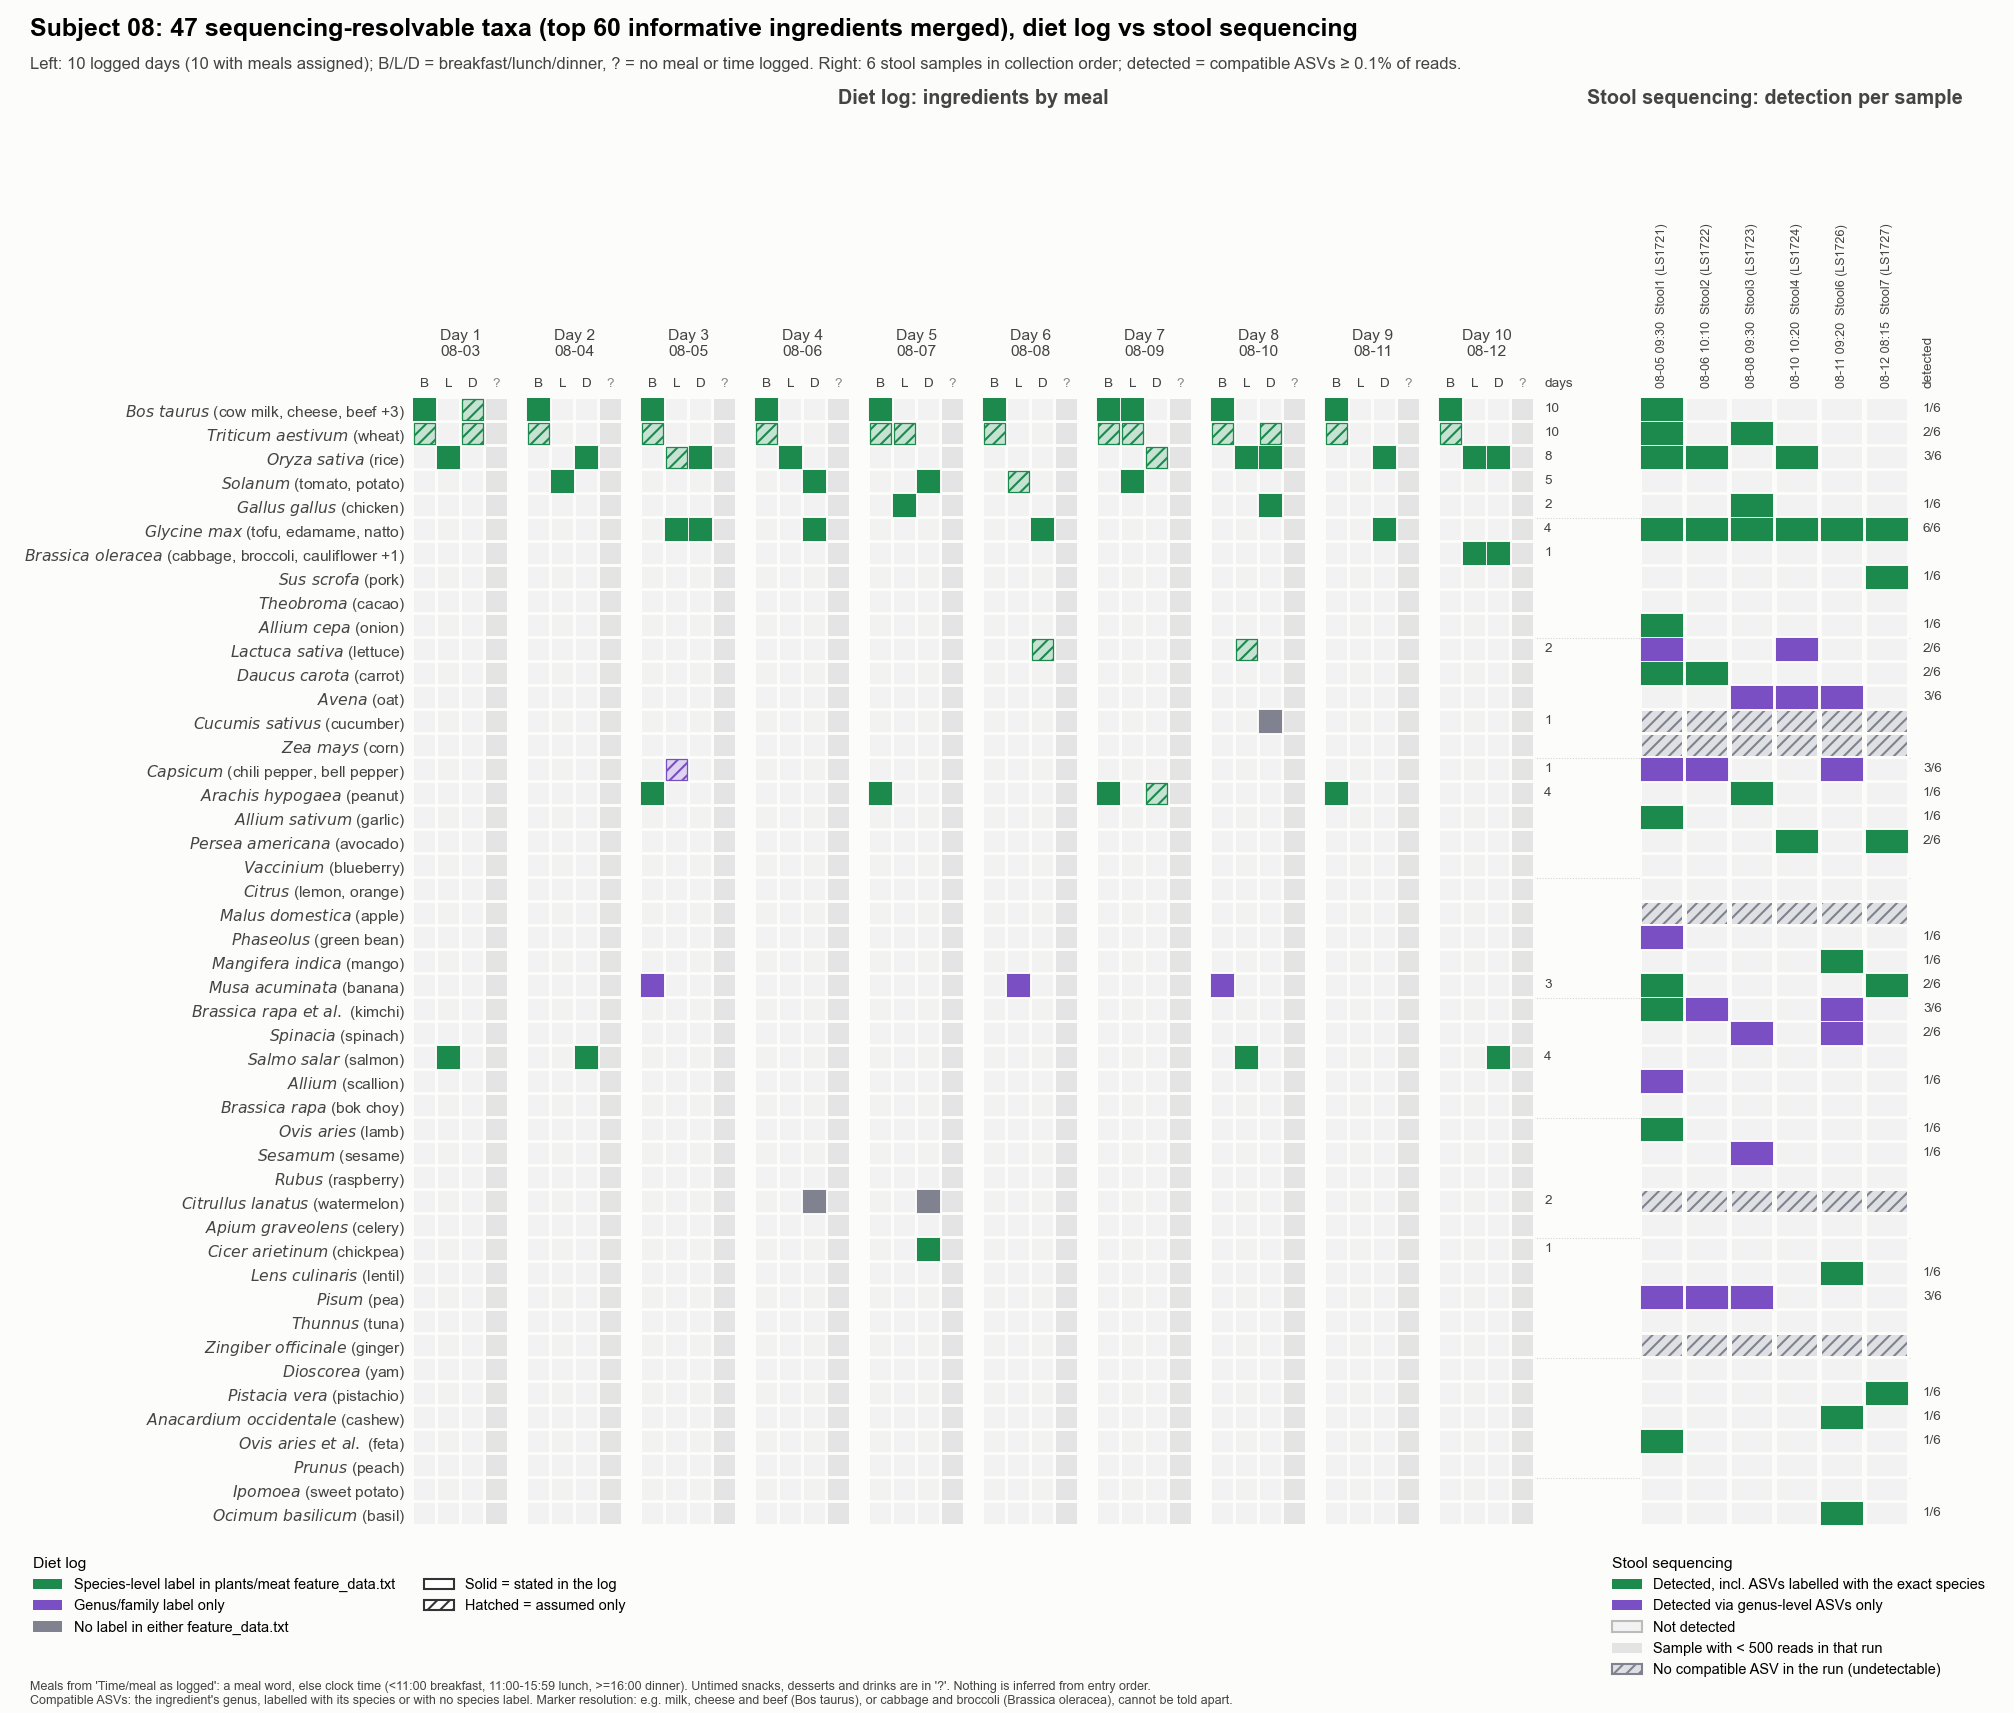 Subject 08: 47 sequencing-resolvable taxa (top 60 informative ingredients merged), diet log vs stool sequencing
Left: 10 logged days (10 with meals assigned); B/L/D = breakfast/lunch/dinner, ? = no meal or time logged. Right: 6 stool samples in collection order; detected = compatible ASVs ≥ 0.1% of reads.
Diet log: ingredients by meal
Stool sequencing: detection per sample
08-05 09:30 Stool1 (LS1721)
08-06 10:10 Stool2 (LS1722)
08-08 09:30 Stool3 (LS1723)
08-10 10:20 Stool4 (LS1724)
08-11 09:20 Stool6 (LS1726)
08-12 08:15 Stool7 (LS1727)
detected
Day 1 Day 2 Day 3 Day 4 Day 5 Day 6 Day 7 Day 8 Day 9 Day 10
08-03 08-04 08-05 08-06 08-07 08-08 08-09 08-10 08-11 08-12
B L D ? B L D ? B L D ? B L D ? B L D ? B L D ? B L D ? B L D ? B L D ? B L D ? days
Bos taurus (cow milk, cheese, beef +3) 10 1/6
Triticum aestivum (wheat) 10 2/6
Oryza sativa (rice) 8 3/6
Solanum (tomato, potato) 5
Gallus gallus (chicken) 2 1/6
Glycine max (tofu, edamame, natto) 4 6/6
Brassica oleracea (cabbage, broccoli, cauliflower +1) 1
Sus scrofa (pork) 1/6
Theobroma (cacao)
Allium cepa (onion) 1/6
Lactuca sativa (lettuce) 2 2/6
Daucus carota (carrot) 2/6
Avena (oat) 3/6
Cucumis sativus (cucumber) 1
Zea mays (corn)
Capsicum (chili pepper, bell pepper) 1 3/6
Arachis hypogaea (peanut) 4 1/6
Allium sativum (garlic) 1/6
Persea americana (avocado) 2/6
Vaccinium (blueberry)
Citrus (lemon, orange)
Malus domestica (apple)
Phaseolus (green bean) 1/6
Mangifera indica (mango) 1/6
Musa acuminata (banana) 3 2/6
Brassica rapa et al. (kimchi) 3/6
Spinacia (spinach) 2/6
Salmo salar (salmon) 4
Allium (scallion) 1/6
Brassica rapa (bok choy)
Ovis aries (lamb) 1/6
Sesamum (sesame) 1/6
Rubus (raspberry)
Citrullus lanatus (watermelon) 2
Apium graveolens (celery)
Cicer arietinum (chickpea) 1
Lens culinaris (lentil) 1/6
Pisum (pea) 3/6
Thunnus (tuna)
Zingiber officinale (ginger)
Dioscorea (yam)
Pistacia vera (pistachio) 1/6
Anacardium occidentale (cashew) 1/6
Ovis aries et al. (feta) 1/6
Prunus (peach)
Ipomoea (sweet potato)
Ocimum basilicum (basil) 1/6
Diet log
Species-level label in plants/meat feature_data.txt
Genus/family label only
No label in either feature_data.txt
Solid = stated in the log
Hatched = assumed only
Stool sequencing
Detected, incl. ASVs labelled with the exact species
Detected via genus-level ASVs only
Not detected
Sample with < 500 reads in that run
No compatible ASV in the run (undetectable)
Meals from 'Time/meal as logged': a meal word, else clock time (<11:00 breakfast, 11:00-15:59 lunch, >=16:00 dinner). Untimed snacks, desserts and drinks are in '?'. Nothing is inferred from entry order.
Compatible ASVs: the ingredient's genus, labelled with its species or with no species label. Marker resolution: e.g. milk, cheese and beef (Bos taurus), or cabbage and broccoli (Brassica oleracea), cannot be told apart.